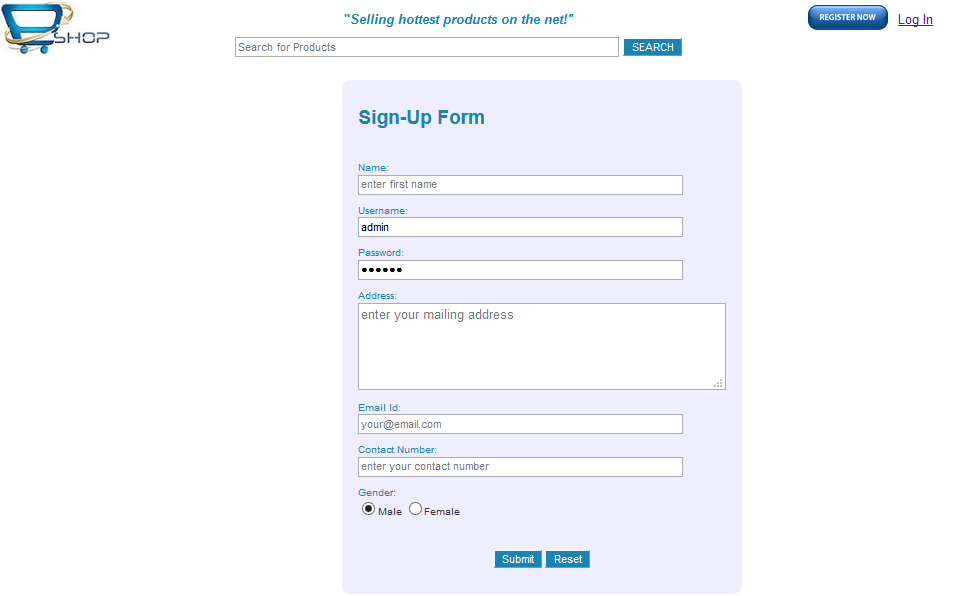 SHOP
"Selling hottest products on the net!"
REGISTER NOW
Log In
Search for Products
SEARCH
Sign-Up Form
Name:
enter first name
Username:
admin
Password:
••••••
Address:
enter your mailing address
Email Id:
your@email.com
Contact Number:
enter your contact number
Gender:
Male Female
Submit Reset